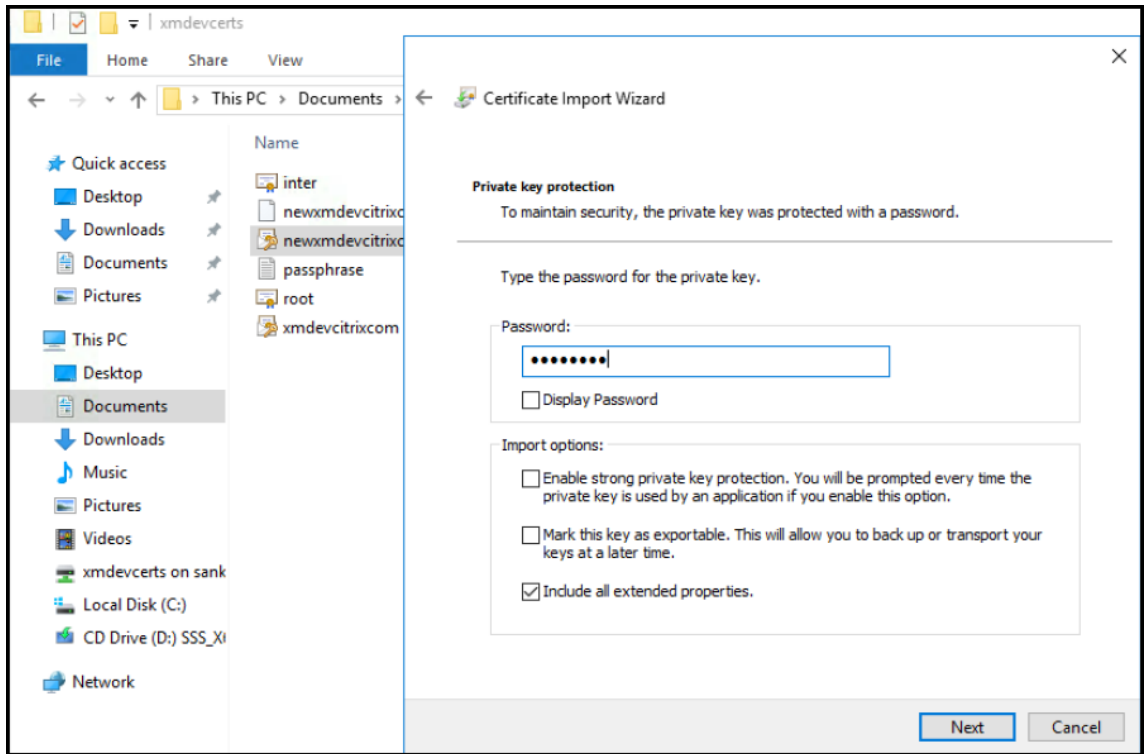 xmdevcerts
File Home Share View
This PC > Documents >
Quick access
Desktop
Downloads
Documents
Pictures
This PC
Desktop
Documents
Downloads
Music
Pictures
Videos
xmdevcerts on sank
Local Disk (C:)
CD Drive (D:) SSS_X
Network
Name
inter
newxmdevcitrixc
newxmdevcitrixc
passphrase
root
xmdevcitrixcom
Certificate Import Wizard
Private key protection
To maintain security, the private key was protected with a password.
Type the password for the private key.
Password:
••••••••
Display Password
Import options:
Enable strong private key protection. You will be prompted every time the
private key is used by an application if you enable this option.
Mark this key as exportable. This will allow you to back up or transport your
keys at a later time.
Include all extended properties.
Next Cancel